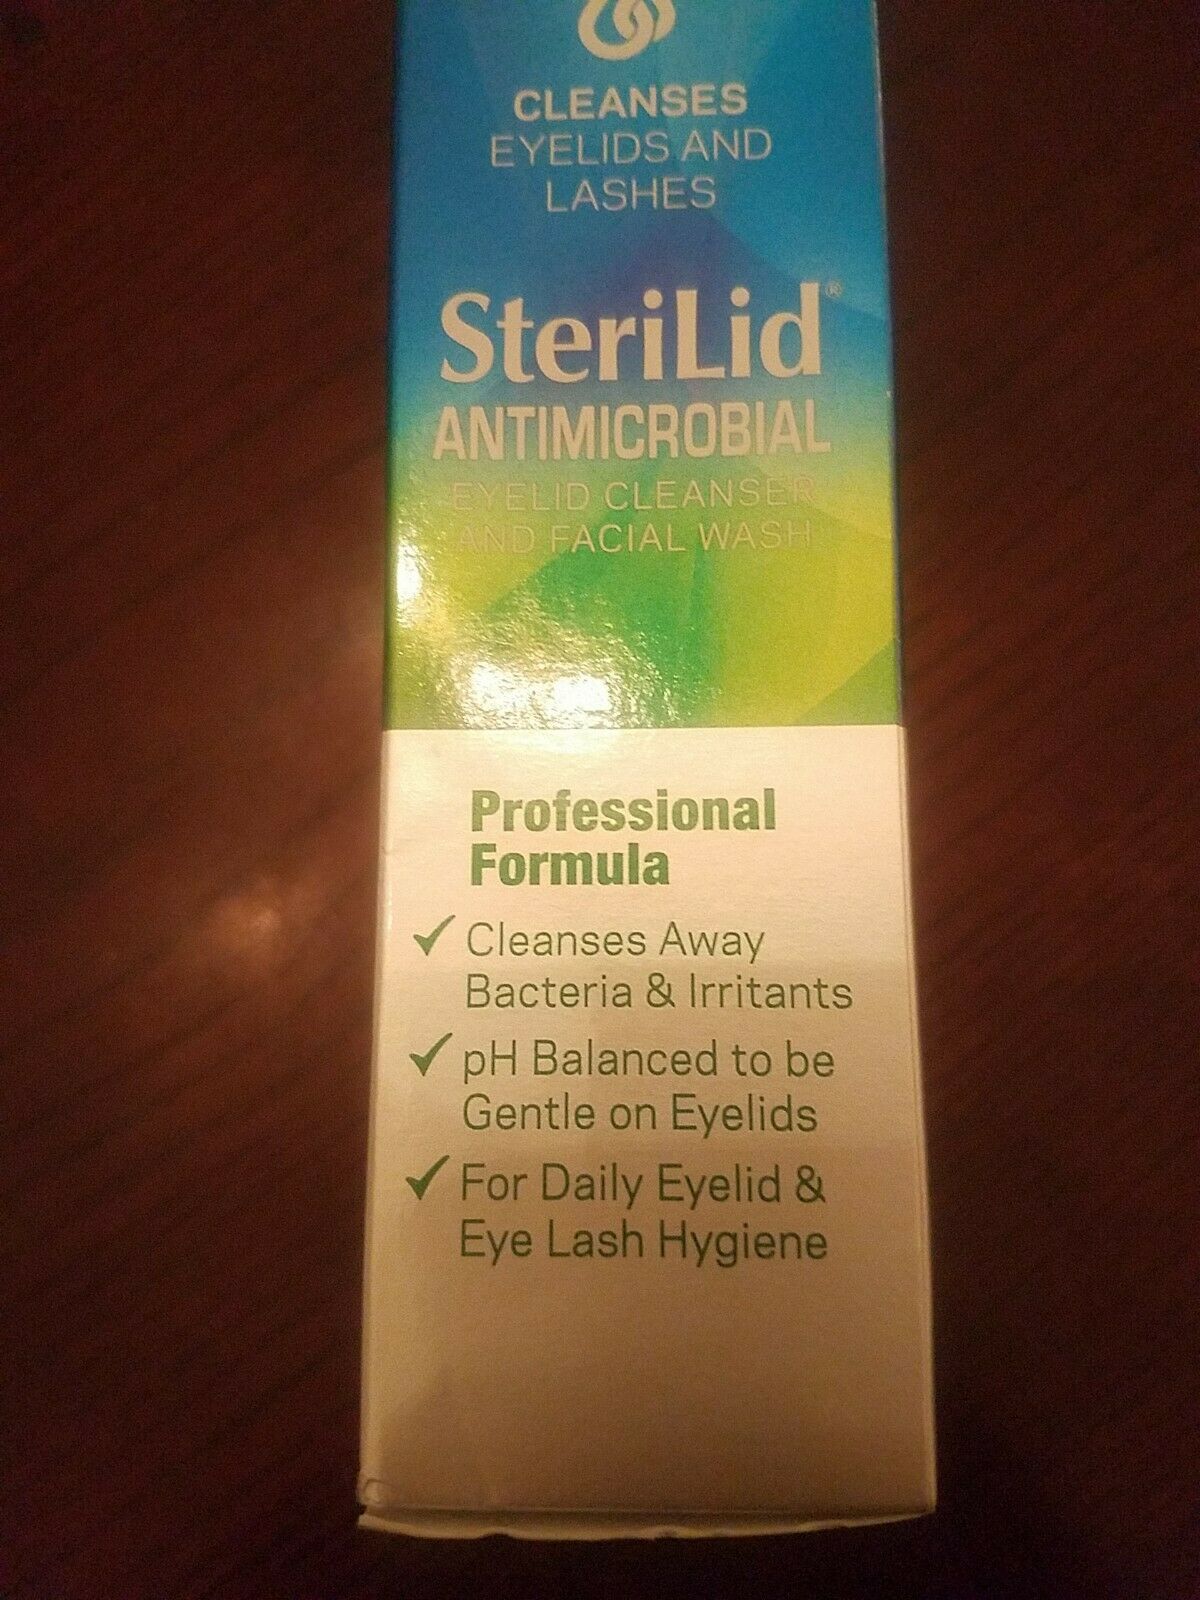 CLEANSES
EYELIDS AND
LASHES
SteriLid®
ANTIMICROBIAL
EYELID CLEANSER
AND FACIAL WASH
Professional
Formula
✓ Cleanses Away
Bacteria & Irritants
✓ pH Balanced to be
Gentle on Eyelids
✓ For Daily Eyelid &
Eye Lash Hygiene